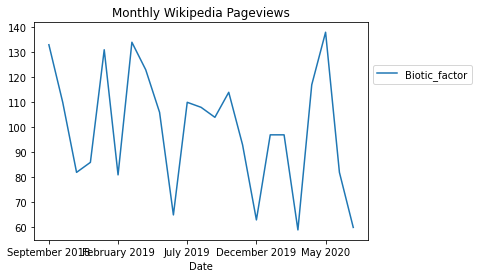 Monthly Wikipedia Pageviews
140
130
120
110
100
90
80
70
60
Biotic_factor
September 2018 February 2019 July 2019 December 2019 May 2020
Date